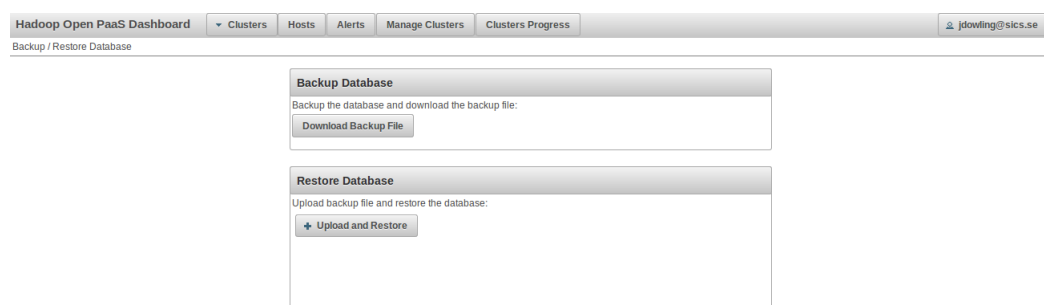 Hadoop Open PaaS Dashboard Clusters Hosts Alerts Manage Clusters Clusters Progress jdowling@sics.se
Backup / Restore Database
Backup Database
Backup the database and download the backup file:
Download Backup File
Restore Database
Upload backup file and restore the database:
Upload and Restore